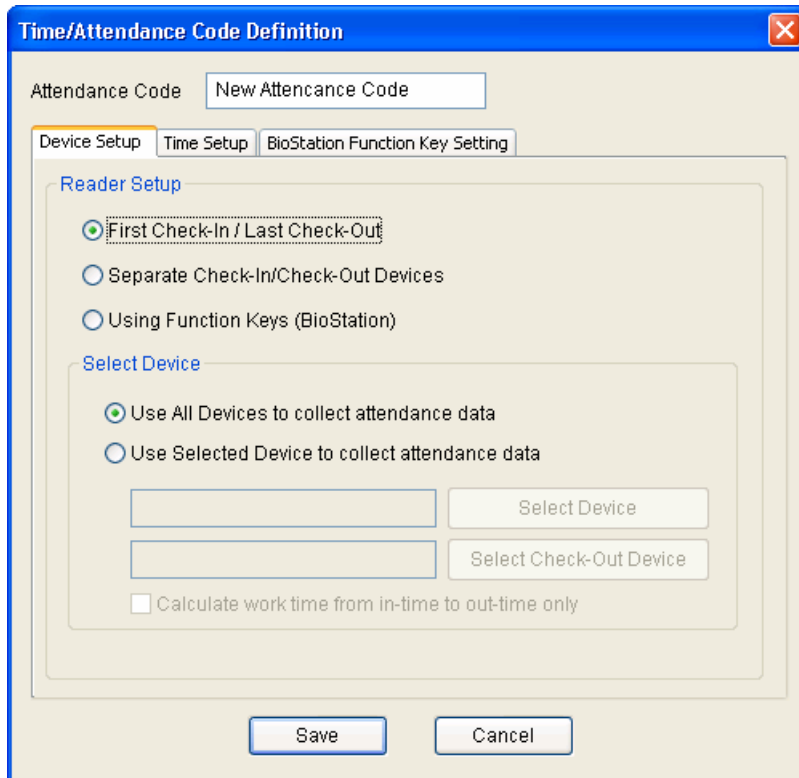 Time/Attendance Code Definition
Attendance Code New Attencance Code
Device Setup Time Setup BioStation Function Key Setting
Reader Setup
First Check-In / Last Check-Out
Separate Check-In/Check-Out Devices
Using Function Keys (BioStation)
Select Device
Use All Devices to collect attendance data
Use Selected Device to collect attendance data
Select Device
Select Check-Out Device
Calculate work time from in-time to out-time only
Save Cancel